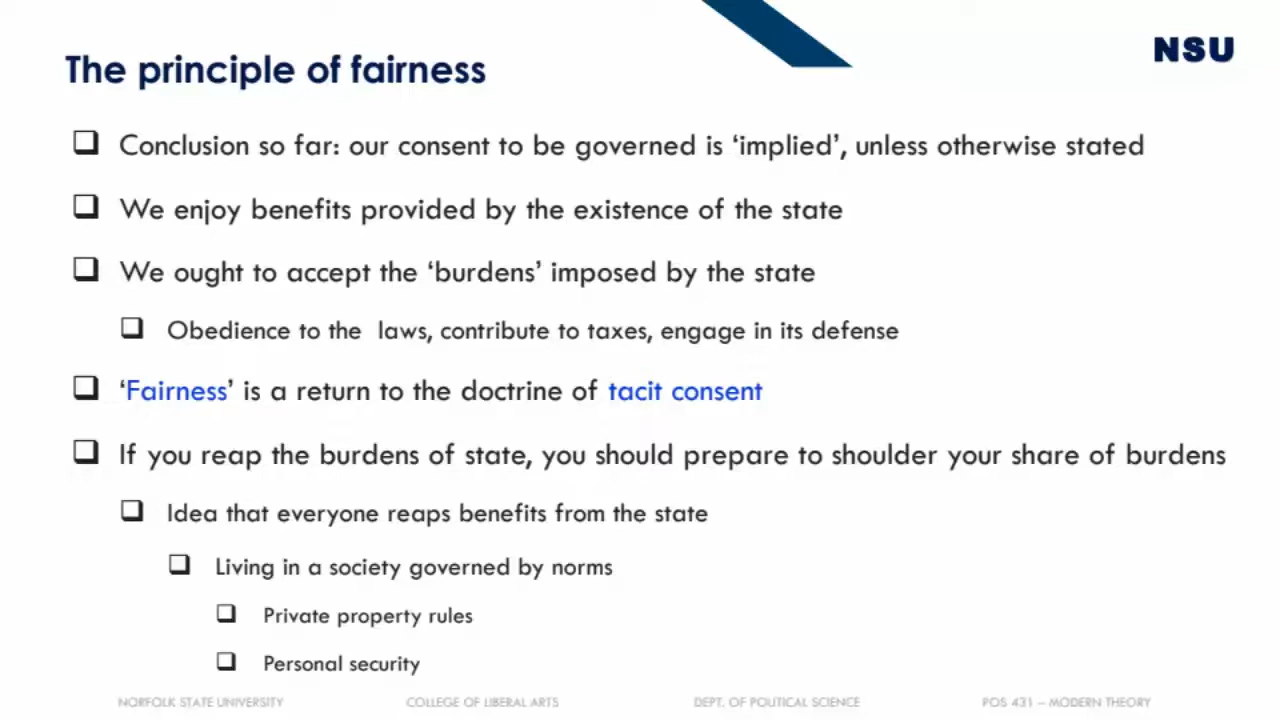 NSU
The principle of fairness
Conclusion so far: our consent to be governed is ‘implied’, unless otherwise stated
We enjoy benefits provided by the existence of the state
We ought to accept the ‘burdens’ imposed by the state
Obedience to the  laws, contribute to taxes, engage in its defense
‘Fairness’ is a return to the doctrine of tacit consent
If you reap the burdens of state, you should prepare to shoulder your share of burdens
Idea that everyone reaps benefits from the state
Living in a society governed by norms
Private property rules
Personal security
NORFOLK STATE UNIVERSITY COLLEGE OF LIBERAL ARTS DEPT. OF POLITICAL SCIENCE POS 431 – MODERN THEORY